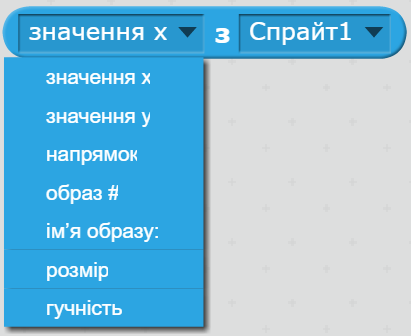 значення x з Спрайт1
значення x
значення y
напрямок
образ #
ім’я образу:
розмір
гучність